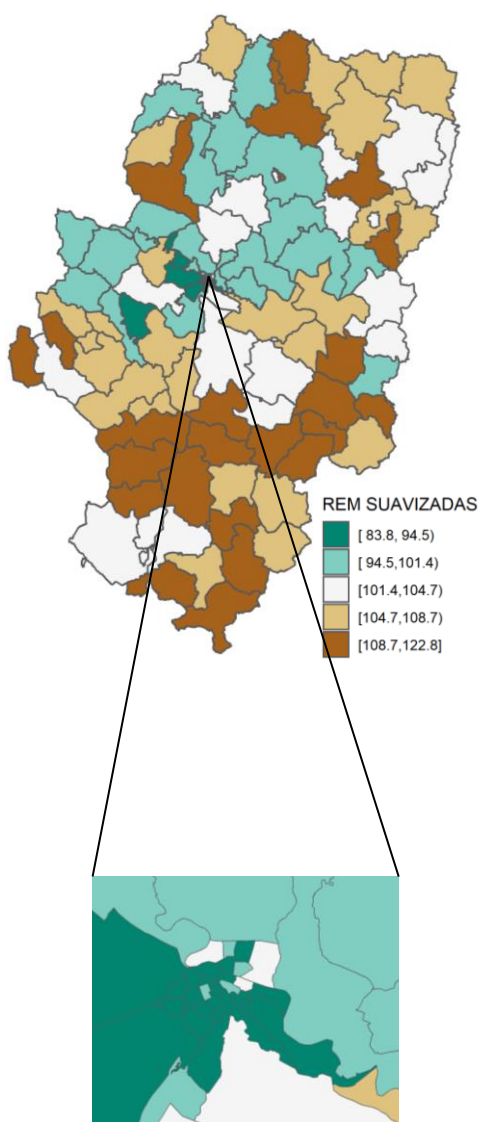 REM SUAVIZADAS
[ 83.8, 94.5)
[ 94.5,101.4)
[101.4,104.7)
[104.7,108.7)
[108.7,122.8]